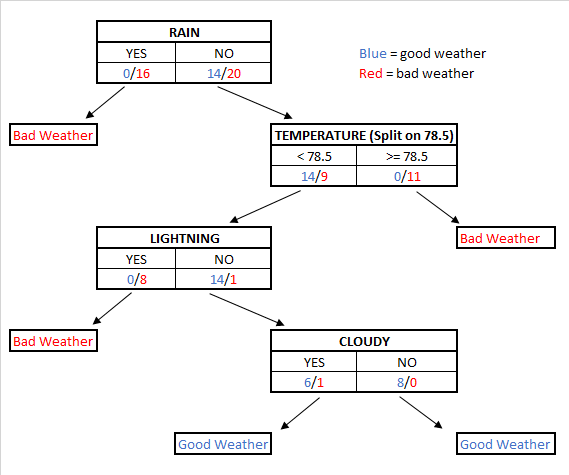 RAIN
YES NO
0/16 14/20
Blue = good weather
Red = bad weather
Bad Weather
TEMPERATURE (Split on 78.5)
< 78.5 >= 78.5
14/9 0/11
LIGHTNING
YES NO
0/8 14/1
Bad Weather
Bad Weather
CLOUDY
YES NO
6/1 8/0
Good Weather
Good Weather